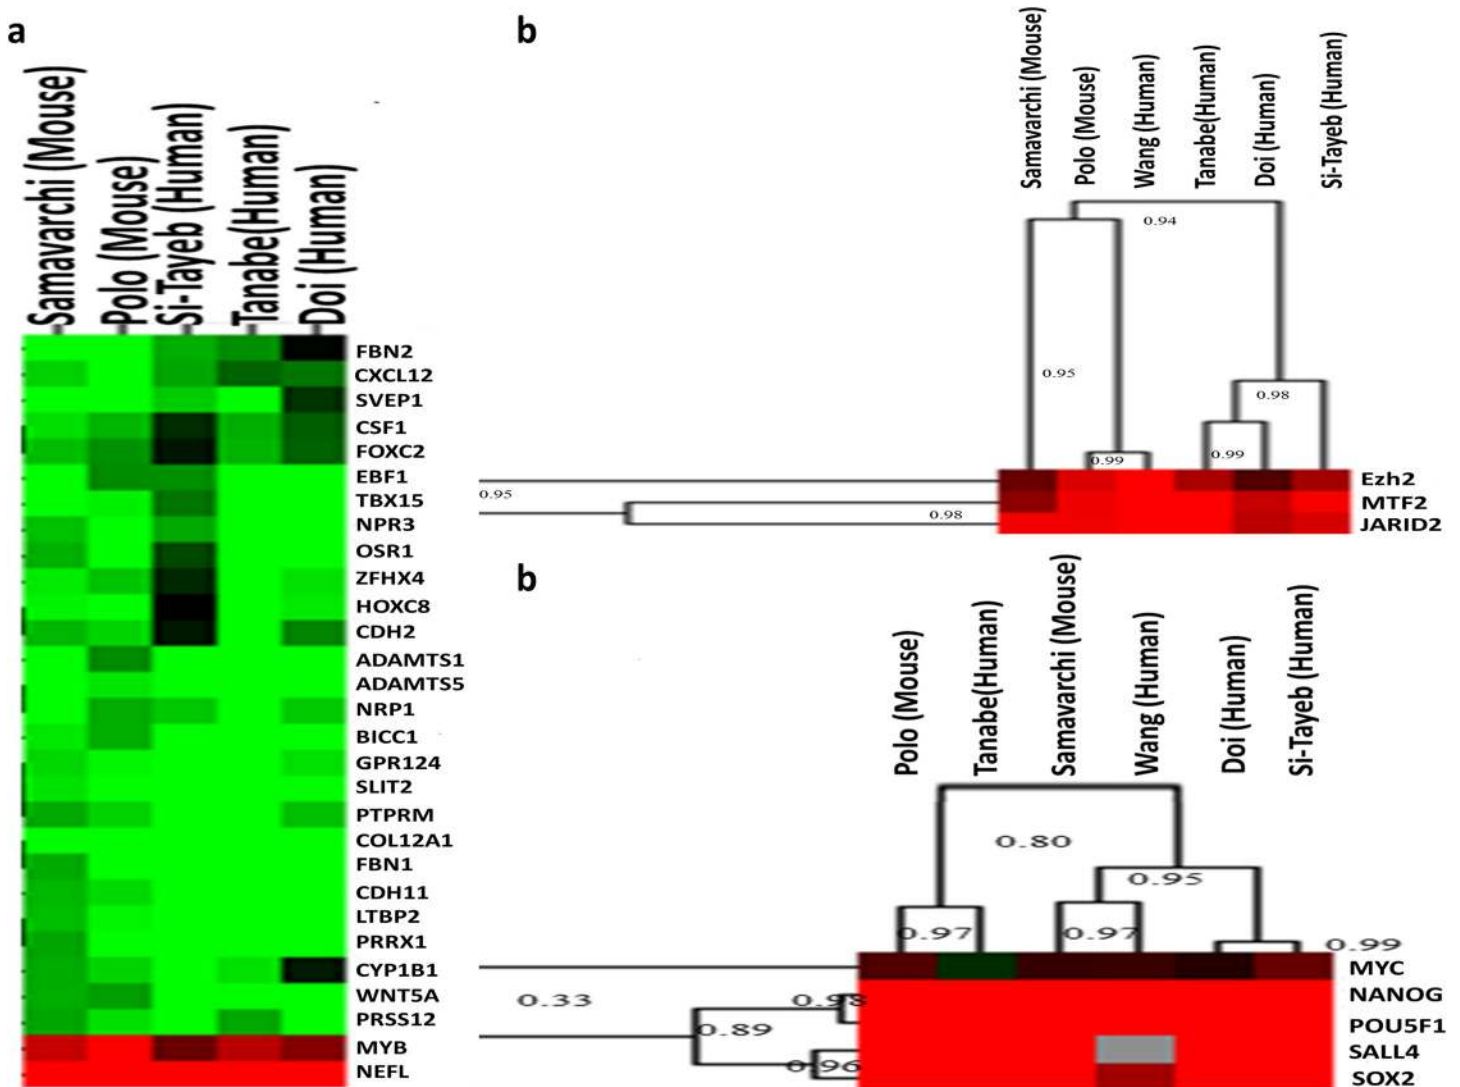 a
Samavarchi (Mouse)
Polo (Mouse)
Si-Tayeb (Human)
Tanabe(Human)
Doi (Human)
FBN2
CXCL12
SVEP1
CSF1
FOXC2
EBF1
TBX15
NPR3
OSR1
ZFHX4
HOXC8
CDH2
ADAMTS1
ADAMTS5
NRP1
BICC1
GPR124
SLIT2
PTPRM
COL12A1
FBN1
CDH11
LTBP2
PRRX1
CYP1B1
WNT5A
PRSS12
MYB
NEFL
b
Samavarchi (Mouse)
Polo (Mouse)
Wang (Human)
Tanabe(Human)
Doi (Human)
Si-Tayeb (Human)
0.94
0.95
0.98
0.99
0.99
0.95
0.98
Ezh2
MTF2
JARID2
b
Polo (Mouse)
Tanabe(Human)
Samavarchi (Mouse)
Wang (Human)
Doi (Human)
Si-Tayeb (Human)
0.80
0.95
0.97
0.97
0.99
0.33
0.98
0.89
0.96
MYC
NANOG
POU5F1
SALL4
SOX2